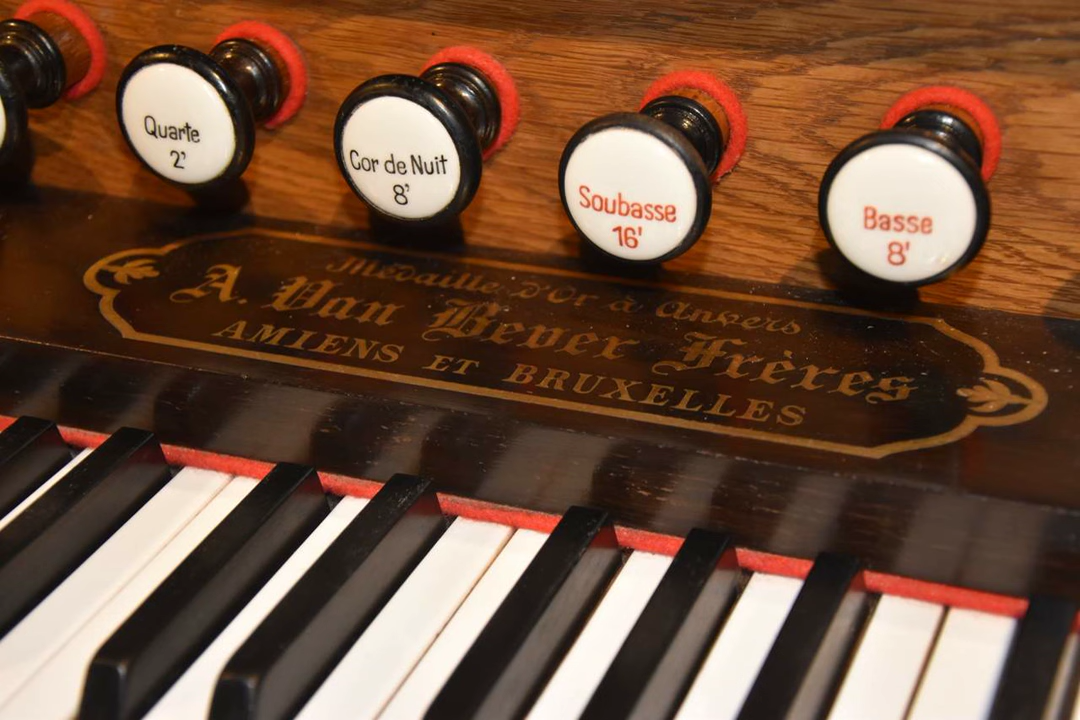 Quarte
2'
Cor de Nuit
8'
Soubasse
16'
Basse
8'
Médaille D'Or à Anvers
A. Van Bever Frères
AMIENS ET BRUXELLES